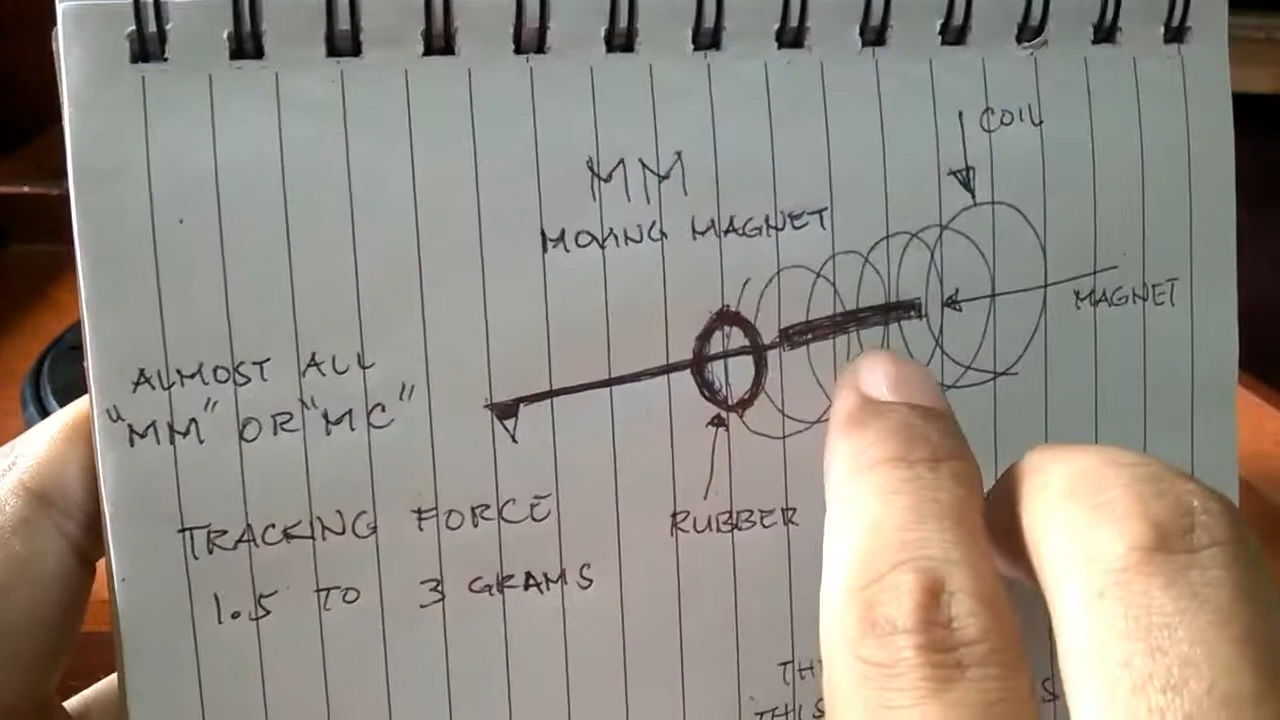 COIL
MM
MOVING MAGNET
MAGNET
ALMOST ALL
"MM" OR "MC"
RUBBER
TRACKING FORCE
1.5 TO 3 GRAMS